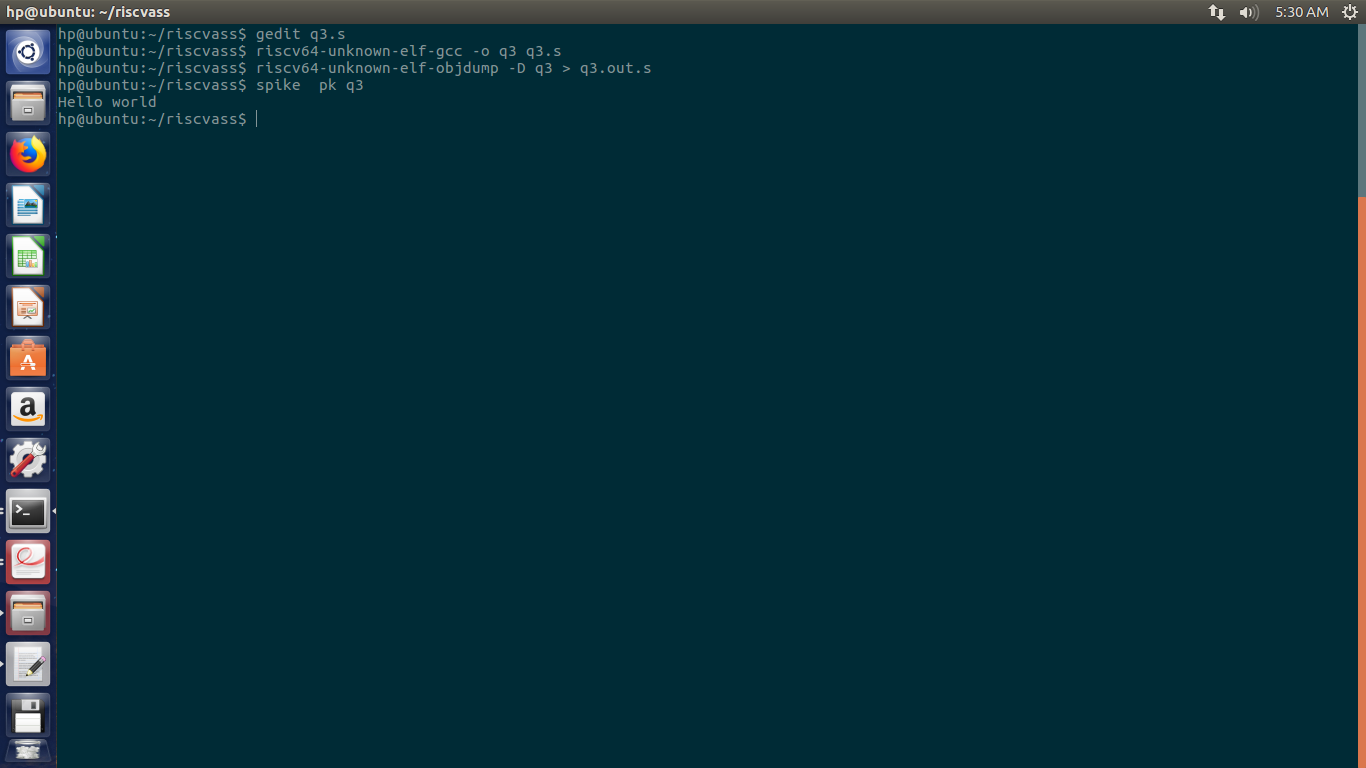 hp@ubuntu: ~/riscvass
5:30 AM
hp@ubuntu:~/riscvass$ gedit q3.s
hp@ubuntu:~/riscvass$ riscv64-unknown-elf-gcc -o q3 q3.s
hp@ubuntu:~/riscvass$ riscv64-unknown-elf-objdump -D q3 > q3.out.s
hp@ubuntu:~/riscvass$ spike  pk q3
Hello world
hp@ubuntu:~/riscvass$